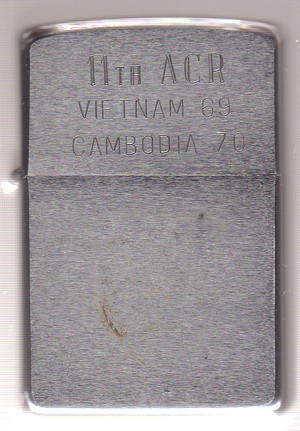 11TH ACR
VIETNAM 69
CAMBODIA 70